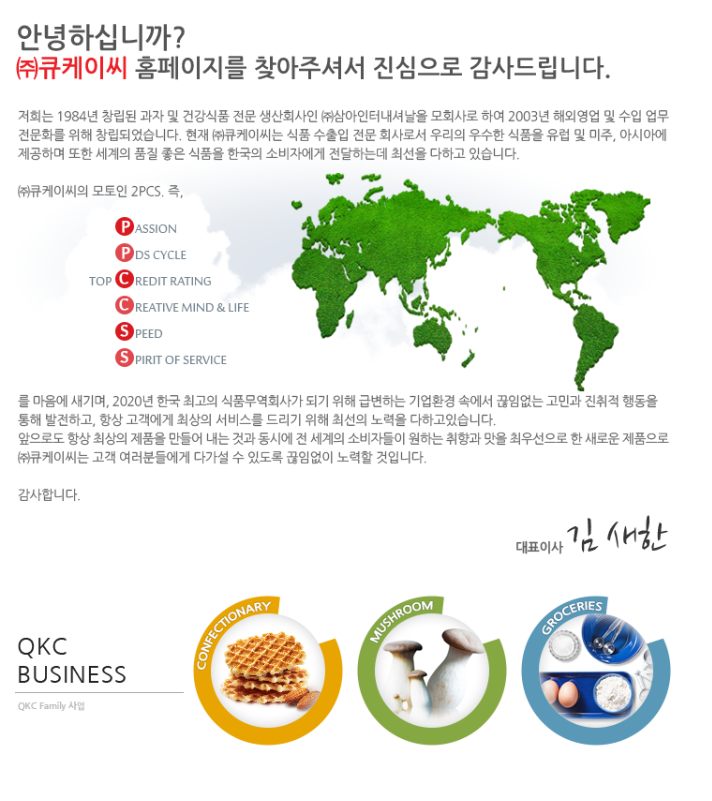 안녕하십니까?
㈜큐케이씨 홈페이지를 찾아주셔서 진심으로 감사드립니다.
저희는 1984년 창립된 과자 및 건강식품 전문 생산회사인 ㈜삼아인터내셔날을 모회사로 하여 2003년 해외영업 및 수입 업무
전문화를 위해 창립되었습니다. 현재 ㈜큐케이씨는 식품 수출입 전문 회사로서 우리의 우수한 식품을 유럽 및 미주, 아시아에
제공하며 또한 세계의 품질 좋은 식품을 한국의 소비자에게 전달하는데 최선을 다하고 있습니다.
㈜큐케이씨의 모토인 2PCS. 즉,
PASSION
PDS CYCLE
TOP CREDIT RATING
CREATIVE MIND & LIFE
SPEED
SPIRIT OF SERVICE
를 마음에 새기며, 2020년 한국 최고의 식품무역회사가 되기 위해 급변하는 기업환경 속에서 끊임없는 고민과 진취적 행동을
통해 발전하고, 항상 고객에게 최상의 서비스를 드리기 위해 최선의 노력을 다하고있습니다.
앞으로도 항상 최상의 제품을 만들어 내는 것과 동시에 전 세계의 소비자들이 원하는 취향과 맛을 최우선으로 한 새로운 제품으로
㈜큐케이씨는 고객 여러분들에게 다가설 수 있도록 끊임없이 노력할 것입니다.
감사합니다.
대표이사 김 새한
CONFECTIONARY
MUSHROOM
GROCERIES
QKC
BUSINESS
QKC Family 사업